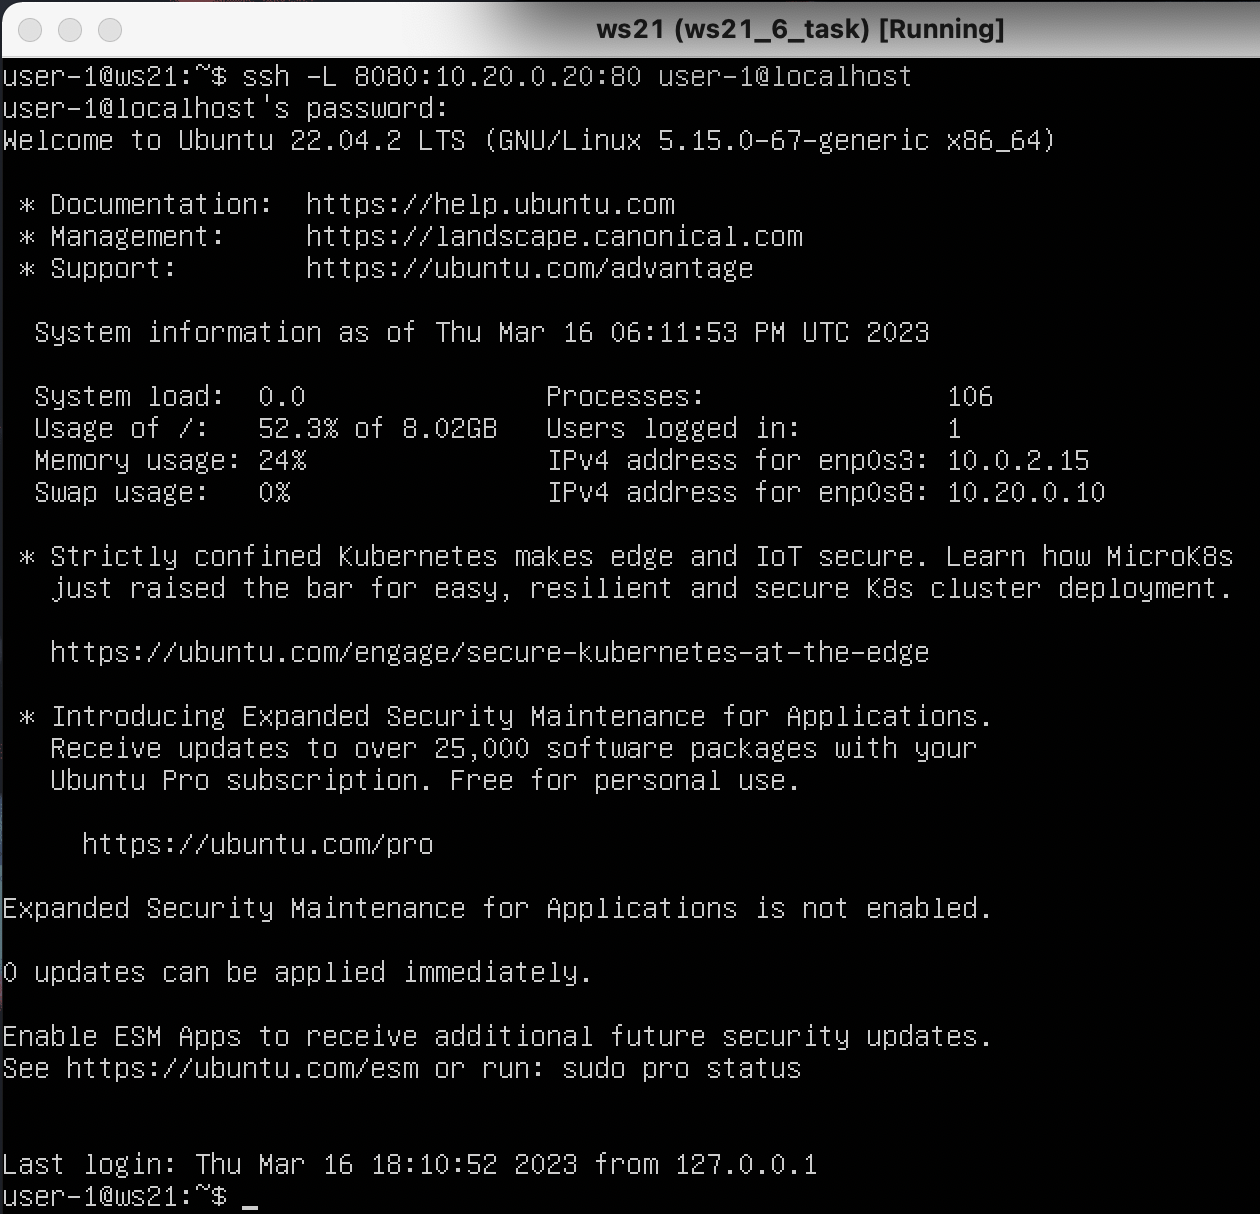 ws21 (ws21_6_task) [Running]
user-1@ws21:~$ ssh -L 8080:10.20.0.20:80 user-1@localhost
user-1@localhost's password:
Welcome to Ubuntu 22.04.2 LTS (GNU/Linux 5.15.0-67-generic x86_64)
* Documentation:  https://help.ubuntu.com
* Management:     https://landscape.canonical.com
* Support:        https://ubuntu.com/advantage
System information as of Thu Mar 16 06:11:53 PM UTC 2023
System load:  0.0               Processes:               106
Usage of /:   52.3% of 8.02GB   Users logged in:         1
Memory usage: 24%               IPv4 address for enp0s3: 10.0.2.15
Swap usage:   0%                IPv4 address for enp0s8: 10.20.0.10
* Strictly confined Kubernetes makes edge and IoT secure. Learn how MicroK8s
just raised the bar for easy, resilient and secure K8s cluster deployment.
https://ubuntu.com/engage/secure-kubernetes-at-the-edge
* Introducing Expanded Security Maintenance for Applications.
Receive updates to over 25,000 software packages with your
Ubuntu Pro subscription. Free for personal use.
https://ubuntu.com/pro
Expanded Security Maintenance for Applications is not enabled.
0 updates can be applied immediately.
Enable ESM Apps to receive additional future security updates.
See https://ubuntu.com/esm or run: sudo pro status
Last login: Thu Mar 16 18:10:52 2023 from 127.0.0.1
user-1@ws21:~$ _